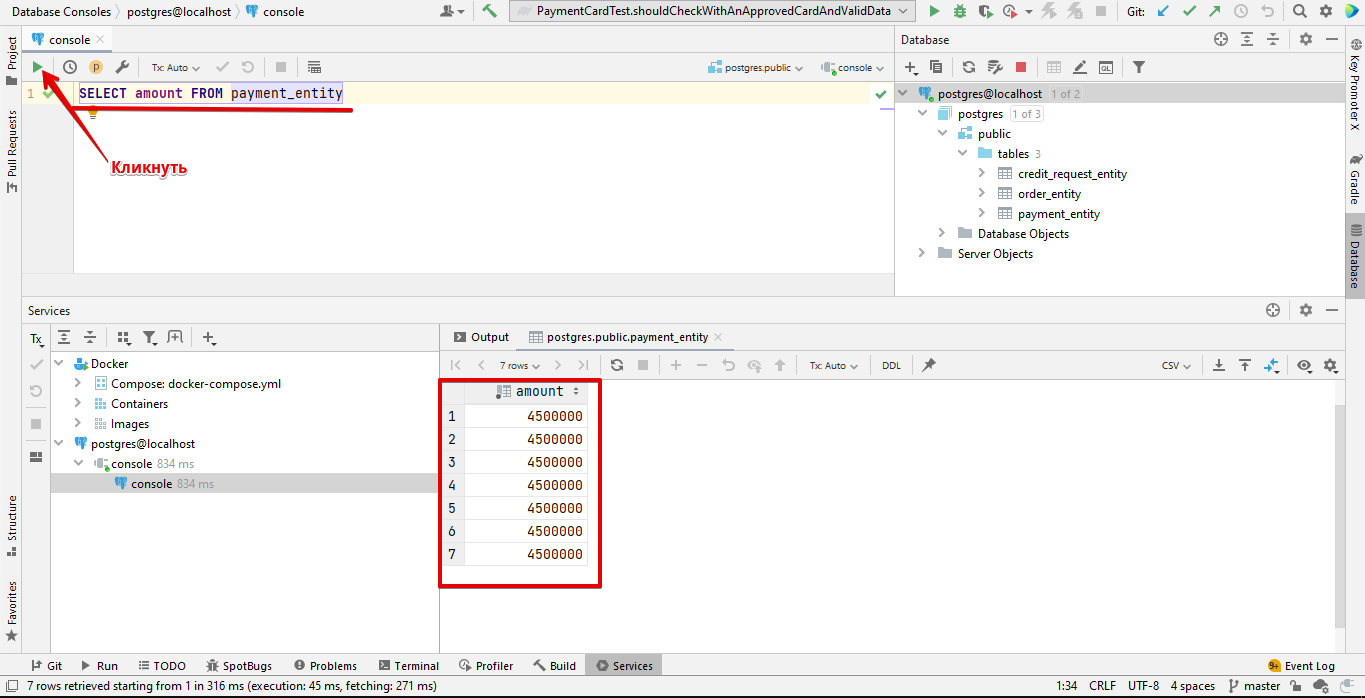 Database Consoles postgres@localhost console
PaymentCardTest.shouldCheckWithAnApprovedCardAndValidData
Git:
Project
Pull Requests
Structure
Favorites
console
Tx: Auto
postgres.public
console
1 SELECT amount FROM payment_entity
Кликнуть
Database
postgres@localhost 1 of 2
postgres 1 of 3
public
tables 3
credit_request_entity
order_entity
payment_entity
Database Objects
Server Objects
Key Promoter X
Gradle
Database
Services
Tx
Docker
Compose: docker-compose.yml
Containers
Images
postgres@localhost
console 834 ms
console 834 ms
Output postgres.public.payment_entity
7 rows Tx: Auto DDL CSV
amount
1 4500000
2 4500000
3 4500000
4 4500000
5 4500000
6 4500000
7 4500000
Git Run TODO SpotBugs Problems Terminal Profiler Build Services 9+ Event Log
7 rows retrieved starting from 1 in 316 ms (execution: 45 ms, fetching: 271 ms) 1:34 CRLF UTF-8 4 spaces master